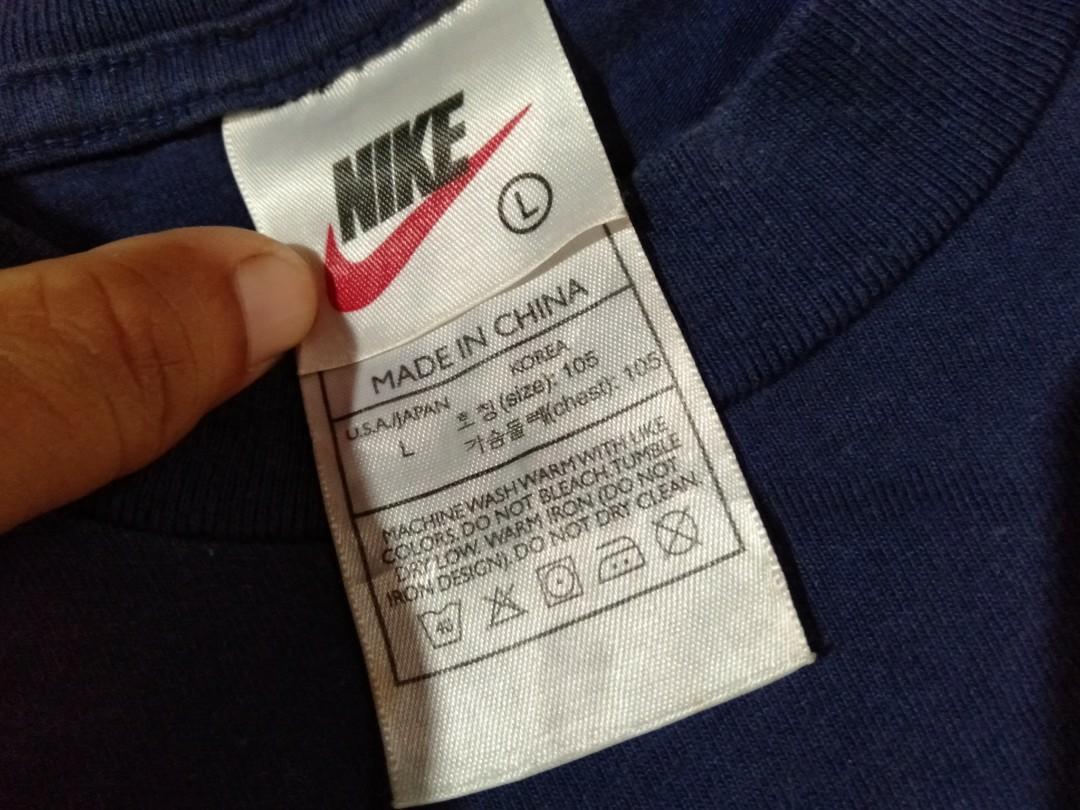 NIKE
L
MADE IN CHINA
U.S.A./JAPAN KOREA
L 호 칭(size): 105
가슴둘레(chest): 105
MACHINE WASH WARM WITH LIKE
COLORS. DO NOT BLEACH. TUMBLE
DRY LOW. WARM IRON (DO NOT
IRON DESIGN). DO NOT DRY CLEAN.
40